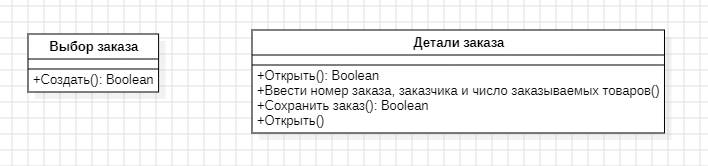 Выбор заказа
+Создать(): Boolean
Детали заказа
+Открыть(): Boolean
+Ввести номер заказа, заказчика и число заказываемых товаров()
+Сохранить заказ(): Boolean
+Открыть()